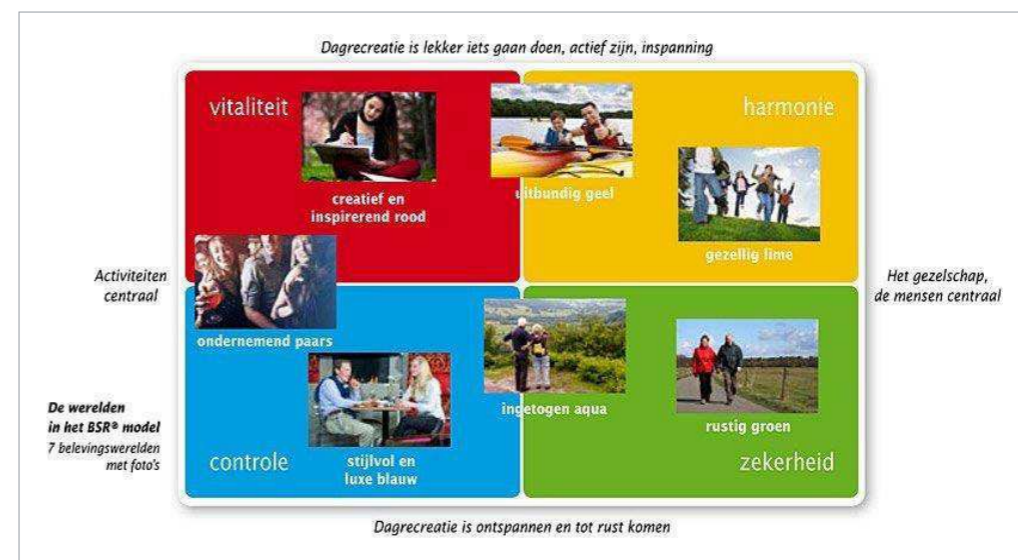 Dagrecreatie is lekker iets gaan doen, actief zijn, inspanning
vitaliteit
harmonie
creatief en
inspirerend rood
uitbundig geel
gezellig lime
Activiteiten
centraal
Het gezelschap,
de mensen centraal
ondernemend paars
ingetogen aqua
rustig groen
De werelden
in het BSR® model
7 belevingswerelden
met foto's
controle
stijlvol en
luxe blauw
zekerheid
Dagrecreatie is ontspannen en tot rust komen